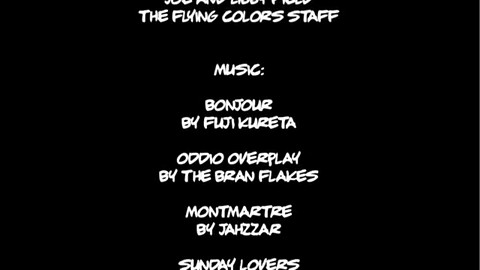 THE FLYING COLORS STAFF
MUSIC:
BONJOUR
BY FUJI KURETA
ODDIO OVERPLAY
BY THE BRAN FLAKES
MONTMARTRE
BY JAHZZAR
SUNDAY LOVERS